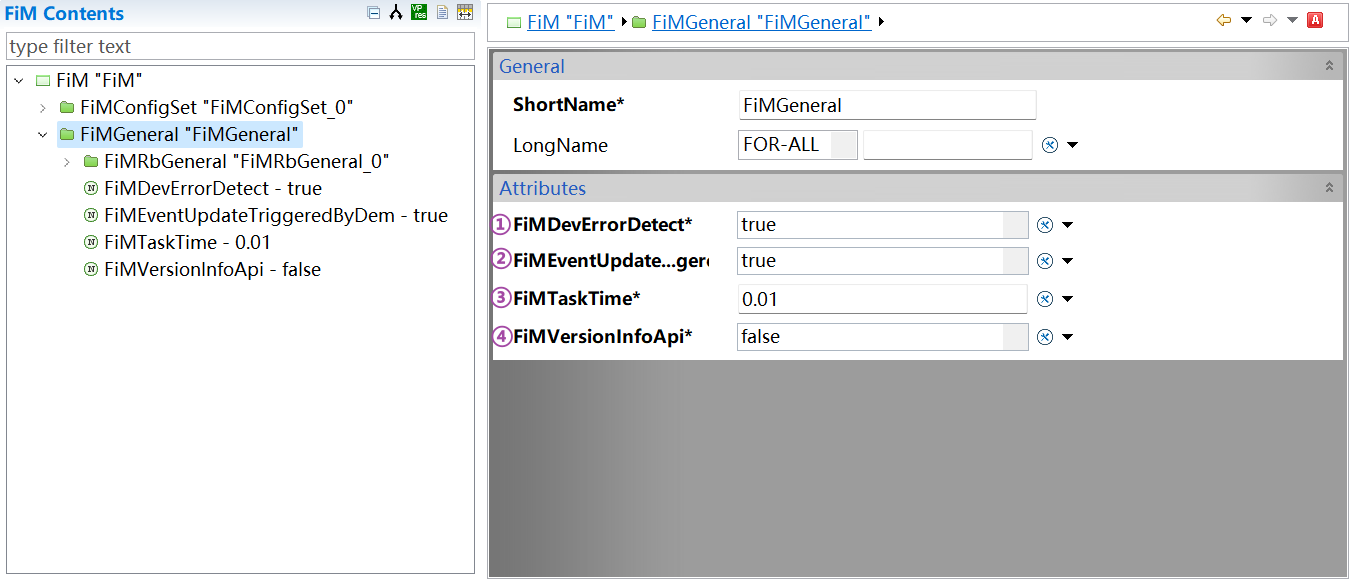 FiM Contents
type filter text
FiM "FiM"
FiMConfigSet "FiMConfigSet_0"
FiMGeneral "FiMGeneral"
FiMRbGeneral "FiMRbGeneral_0"
FiMDevErrorDetect - true
FiMEventUpdateTriggeredByDem - true
FiMTaskTime - 0.01
FiMVersionInfoApi - false
FiM "FiM" FiMGeneral "FiMGeneral"
General
ShortName* FiMGeneral
LongName FOR-ALL
Attributes
① FiMDevErrorDetect* true
② FiMEventUpdate...gere true
③ FiMTaskTime* 0.01
④ FiMVersionInfoApi* false